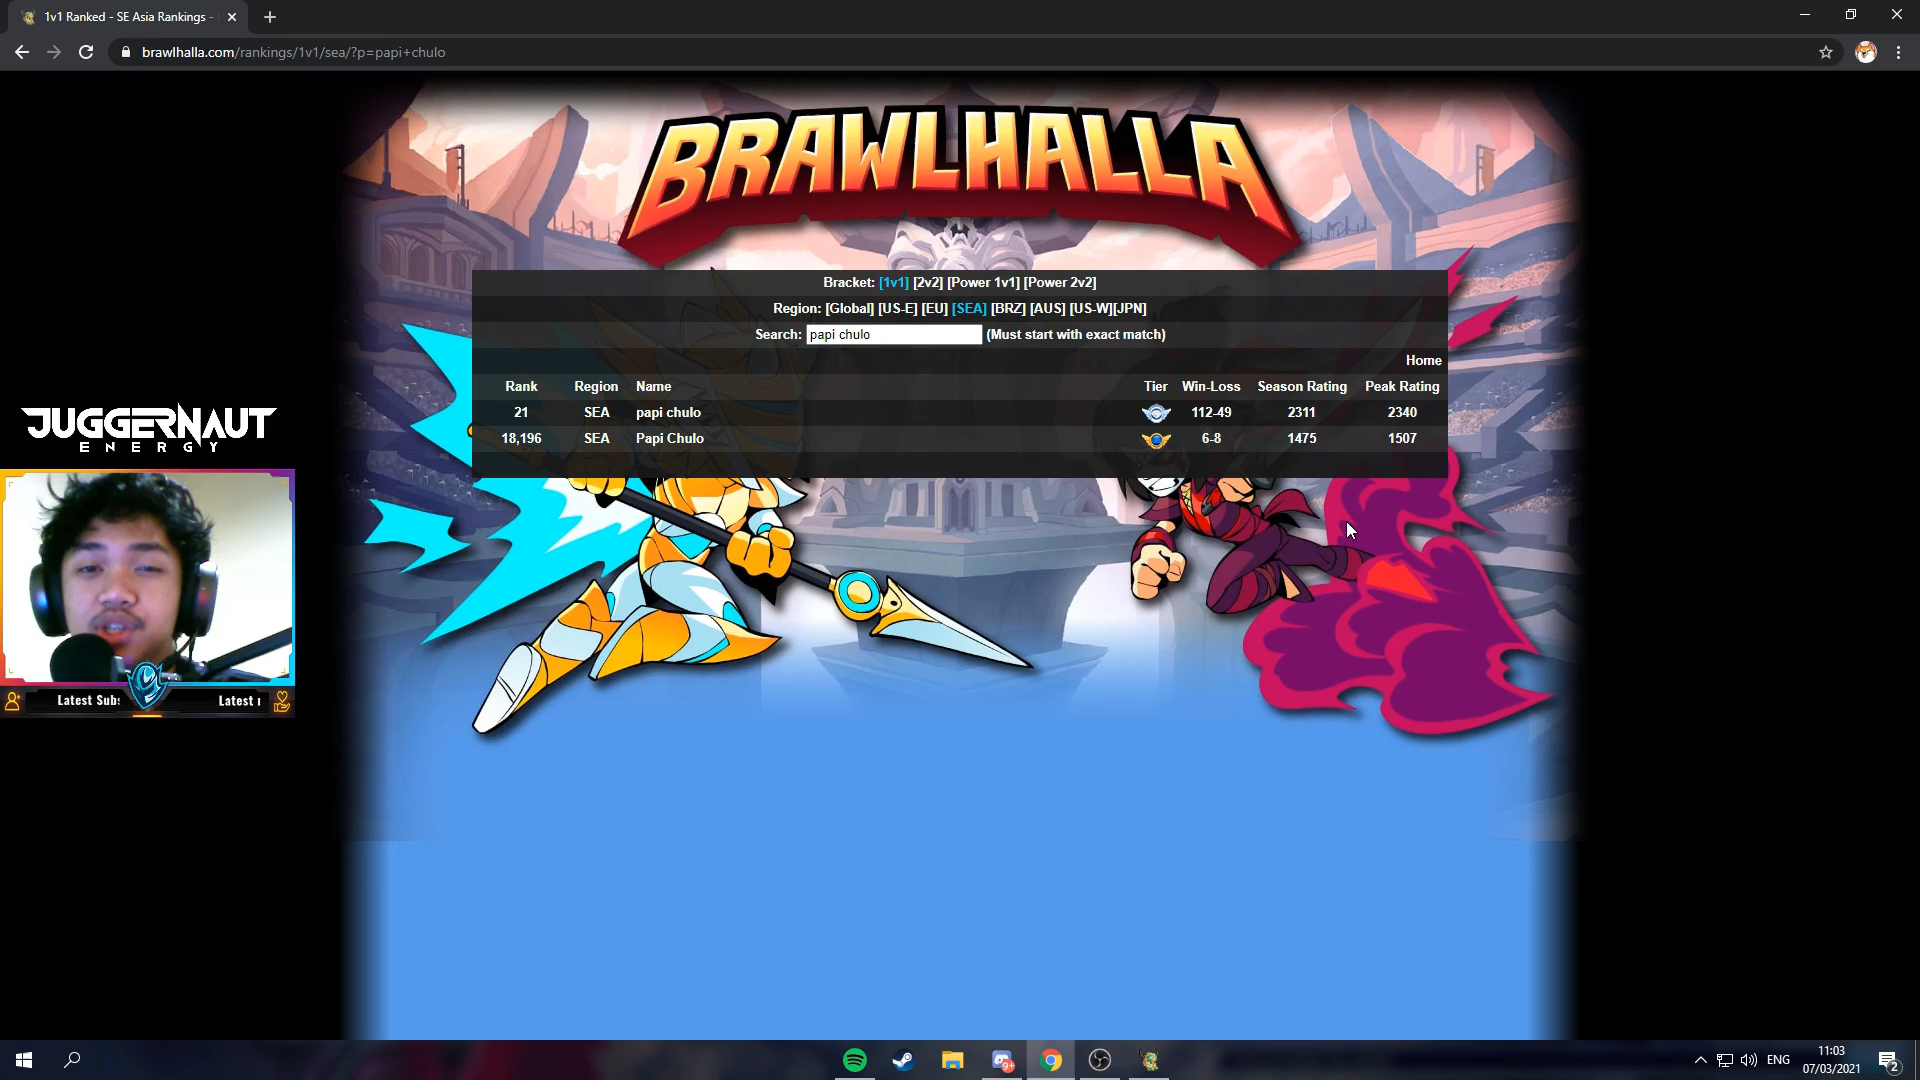 1v1 Ranked - SE Asia Rankings -
brawlhalla.com/rankings/1v1/sea/?p=papi+chulo
BRAWLHALLA
Bracket: [1v1] [2v2] [Power 1v1] [Power 2v2]
Region: [Global] [US-E] [EU] [SEA] [BRZ] [AUS] [US-W][JPN]
Search: papi chulo (Must start with exact match)
Home
Rank Region Name Tier Win-Loss Season Rating Peak Rating
21 SEA papi chulo 112-49 2311 2340
18,196 SEA Papi Chulo 6-8 1475 1507
JUGGERNAUT
ENERGY
Latest Subs Latest
9+
ENG
11:03
07/03/2021
2